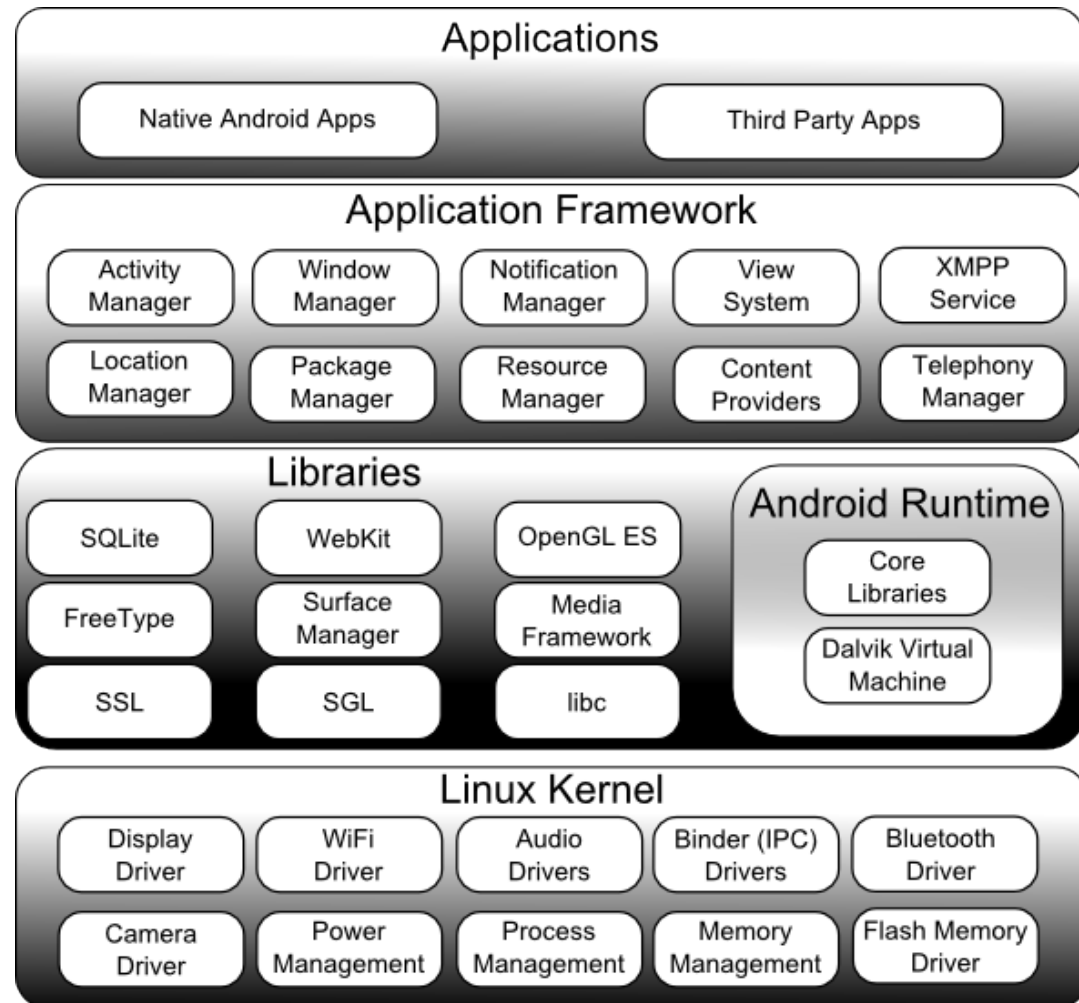 Applications
Native Android Apps
Third Party Apps
Application Framework
Activity
Manager
Window
Manager
Notification
Manager
View
System
XMPP
Service
Location
Manager
Package
Manager
Resource
Manager
Content
Providers
Telephony
Manager
Libraries
SQLite
WebKit
OpenGL ES
FreeType
Surface
Manager
Media
Framework
SSL
SGL
libc
Android Runtime
Core
Libraries
Dalvik Virtual
Machine
Linux Kernel
Display
Driver
WiFi
Driver
Audio
Drivers
Binder (IPC)
Drivers
Bluetooth
Driver
Camera
Driver
Power
Management
Process
Management
Memory
Management
Flash Memory
Driver